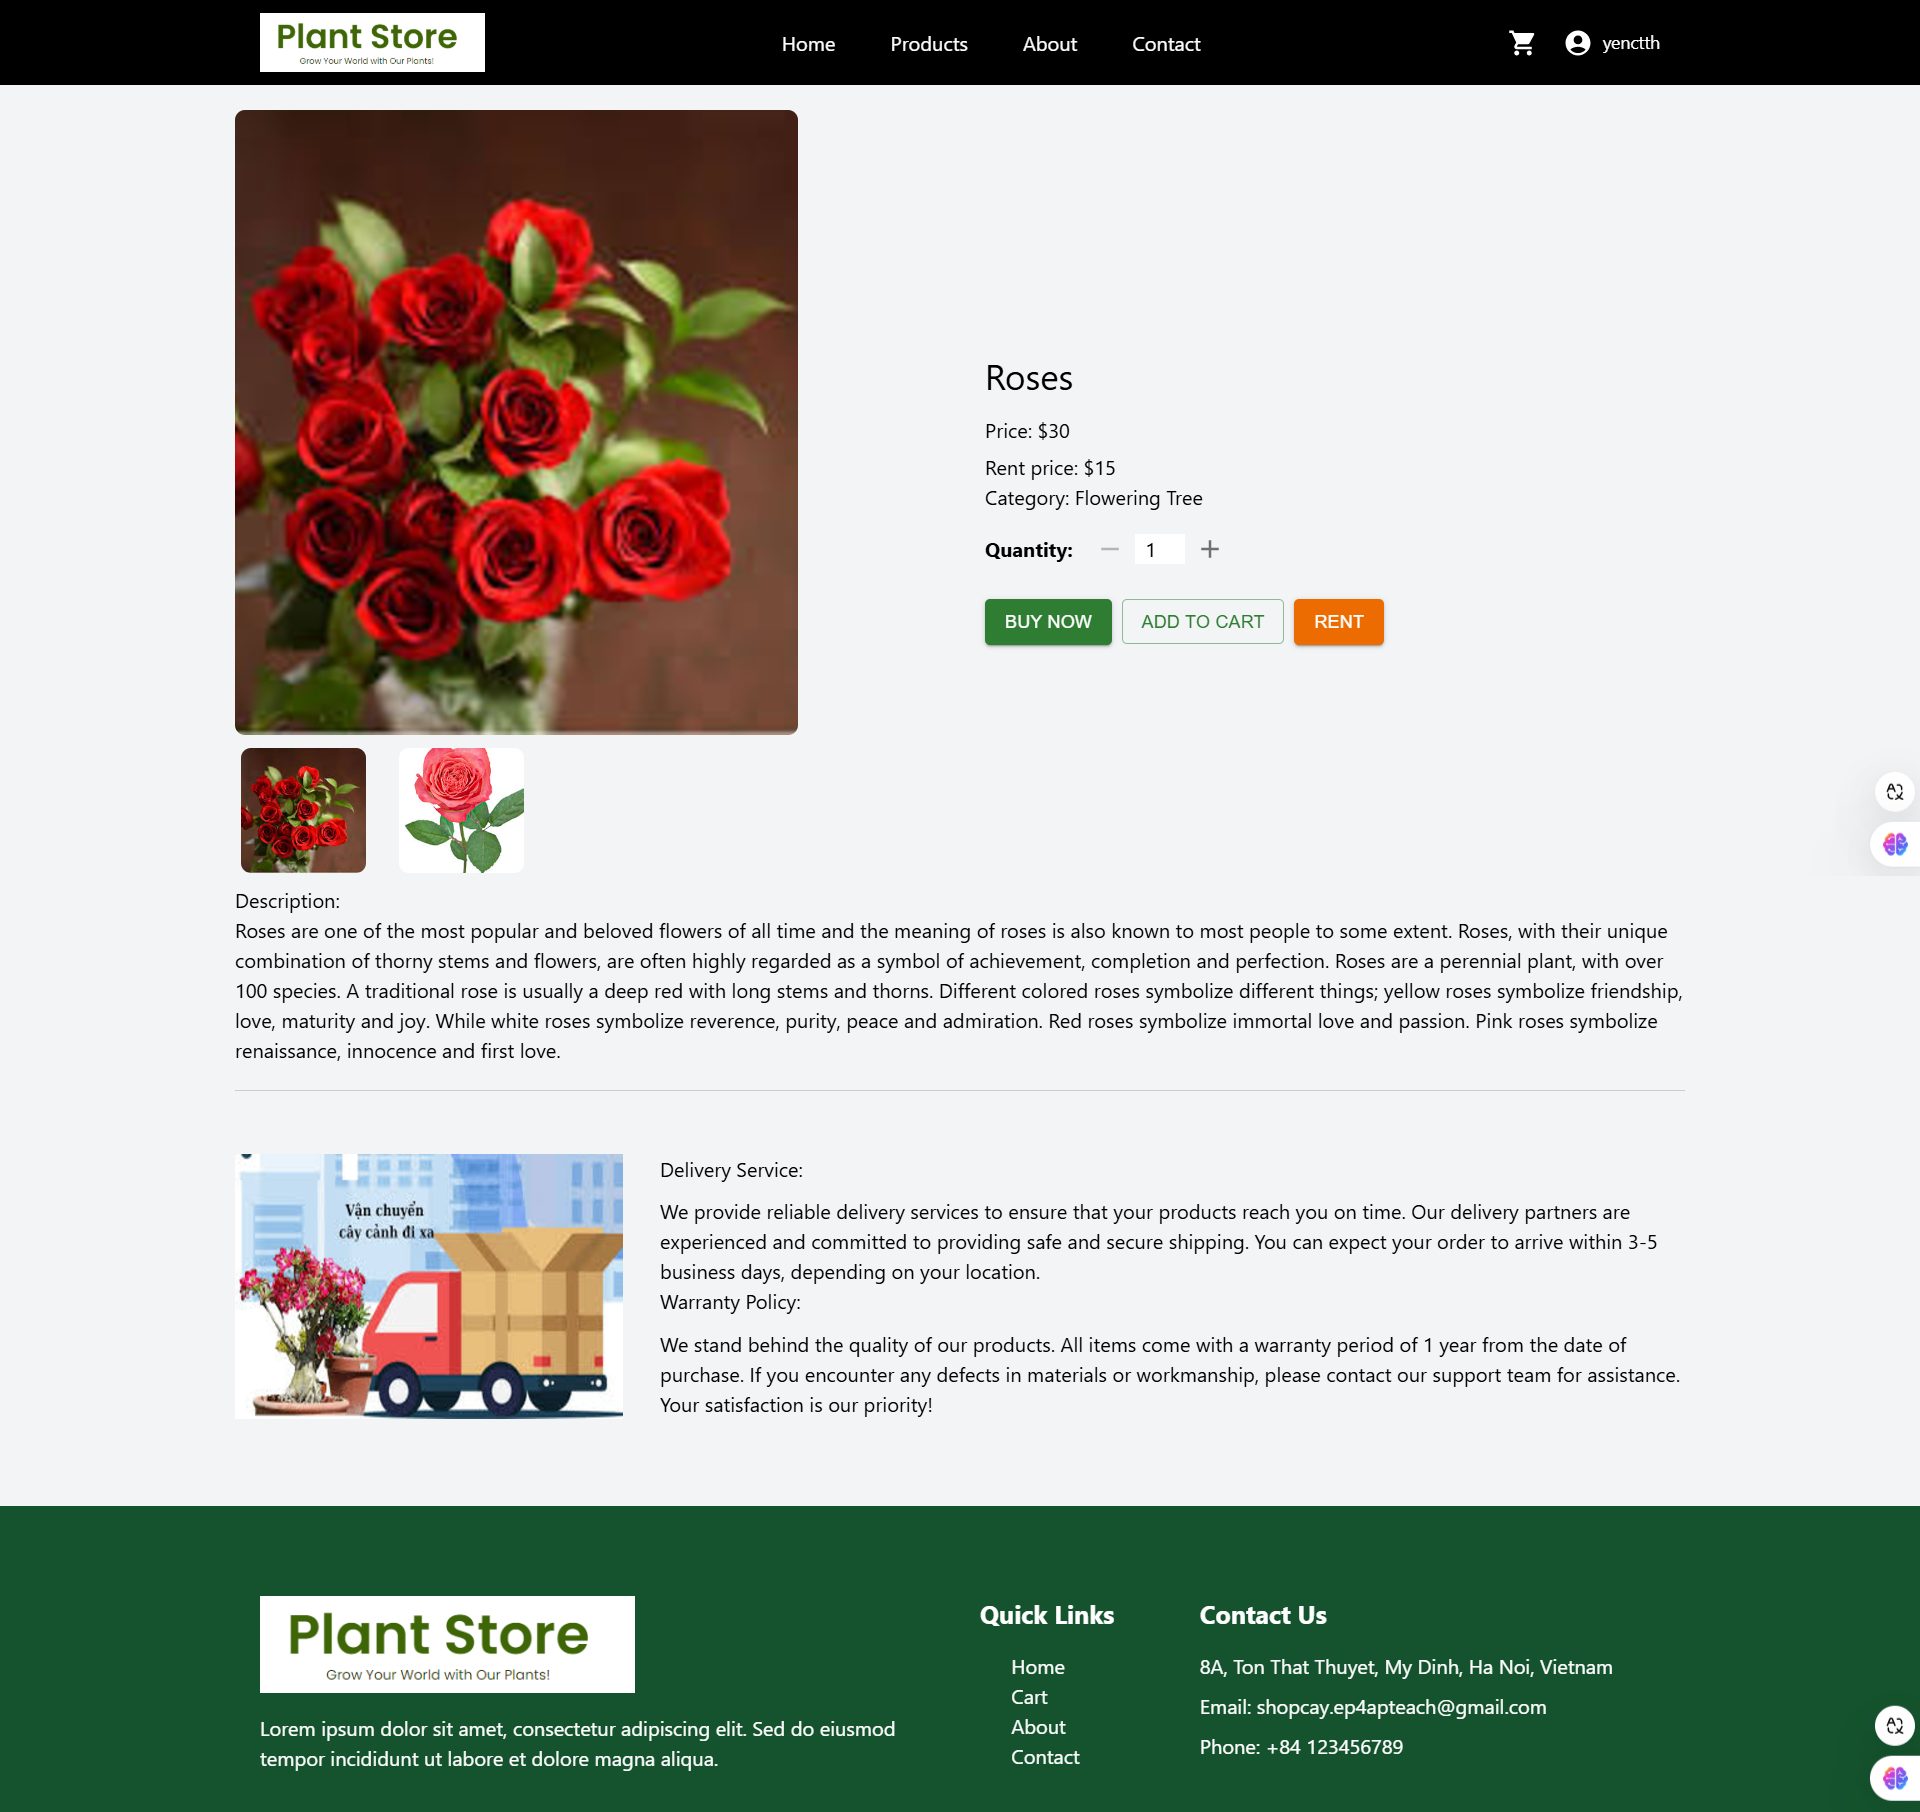 Plant Store
Grow Your World with Our Plants!
Home
Products
About
Contact
yenctth
Roses
Price: $30
Rent price: $15
Category: Flowering Tree
Quantity:
1
BUY NOW
ADD TO CART
RENT
Description:
Roses are one of the most popular and beloved flowers of all time and the meaning of roses is also known to most people to some extent. Roses, with their unique
combination of thorny stems and flowers, are often highly regarded as a symbol of achievement, completion and perfection. Roses are a perennial plant, with over
100 species. A traditional rose is usually a deep red with long stems and thorns. Different colored roses symbolize different things; yellow roses symbolize friendship,
love, maturity and joy. While white roses symbolize reverence, purity, peace and admiration. Red roses symbolize immortal love and passion. Pink roses symbolize
renaissance, innocence and first love.
Vận chuyển
cây cảnh đi xa
Delivery Service:
We provide reliable delivery services to ensure that your products reach you on time. Our delivery partners are
experienced and committed to providing safe and secure shipping. You can expect your order to arrive within 3-5
business days, depending on your location.
Warranty Policy:
We stand behind the quality of our products. All items come with a warranty period of 1 year from the date of
purchase. If you encounter any defects in materials or workmanship, please contact our support team for assistance.
Your satisfaction is our priority!
Plant Store
Grow Your World with Our Plants!
Lorem ipsum dolor sit amet, consectetur adipiscing elit. Sed do eiusmod
tempor incididunt ut labore et dolore magna aliqua.
Quick Links
Home
Cart
About
Contact
Contact Us
8A, Ton That Thuyet, My Dinh, Ha Noi, Vietnam
Email: shopcay.ep4apteach@gmail.com
Phone: +84 123456789